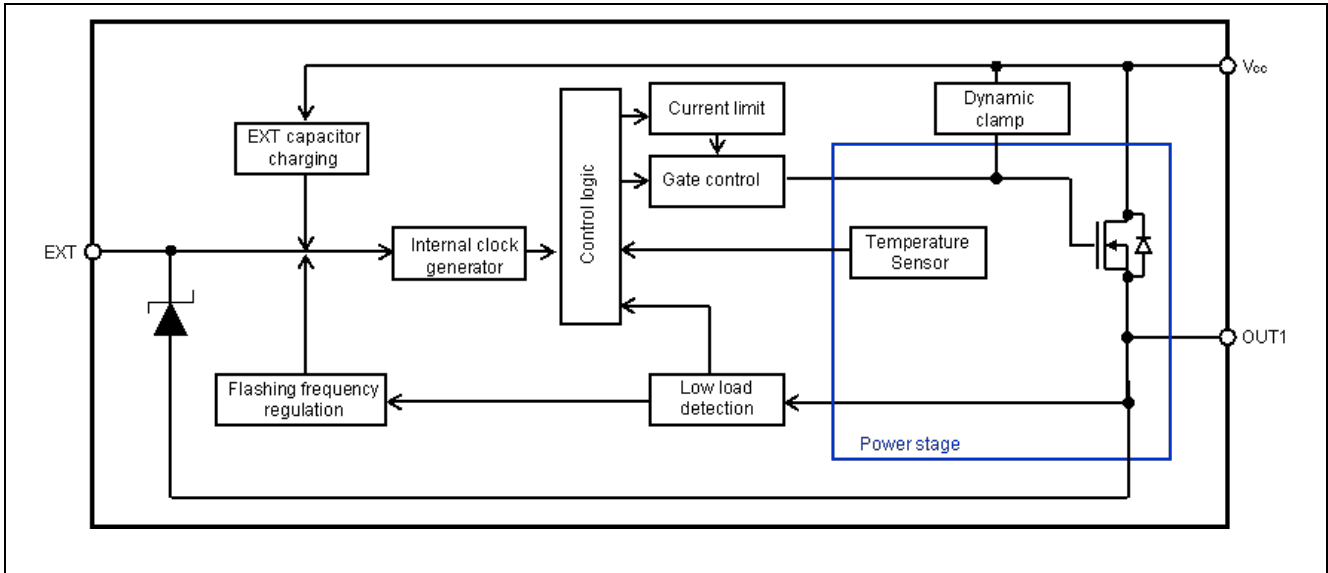 Vcc
Current limit
Dynamic
clamp
EXT capacitor
charging
Control logic
Gate control
EXT
Internal clock
generator
Temperature
Sensor
OUT1
Flashing frequency
regulation
Low load
detection
Power stage